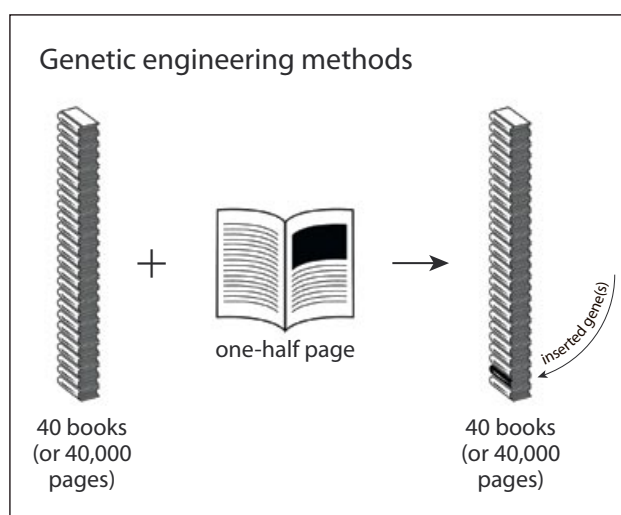 Genetic engineering methods
one-half page
inserted gene(s)
40 books
(or 40,000
pages)
40 books
(or 40,000
pages)